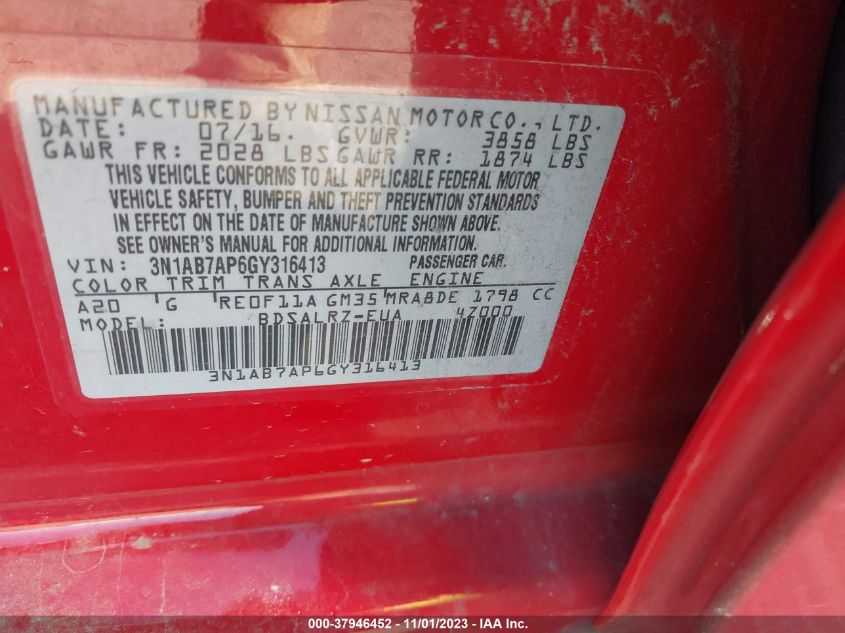 MANUFACTURED BY NISSAN MOTOR CO., LTD.
DATE: 07/16. GVWR: 3858 LBS
GAWR FR: 2028 LBS GAWR RR: 1874 LBS
THIS VEHICLE CONFORMS TO ALL APPLICABLE FEDERAL MOTOR
VEHICLE SAFETY, BUMPER AND THEFT PREVENTION STANDARDS
IN EFFECT ON THE DATE OF MANUFACTURE SHOWN ABOVE.
SEE OWNER'S MANUAL FOR ADDITIONAL INFORMATION.
VIN: 3N1AB7AP6GY316413 PASSENGER CAR.
COLOR TRIM TRANS AXLE ENGINE
A20 G RE0F11A GM35 MRA8DE 1798 CC
MODEL: BDSALRZ-EUA 4Z000
3N1AB7AP6GY316413
000-37946452 - 11/01/2023 - IAA Inc.